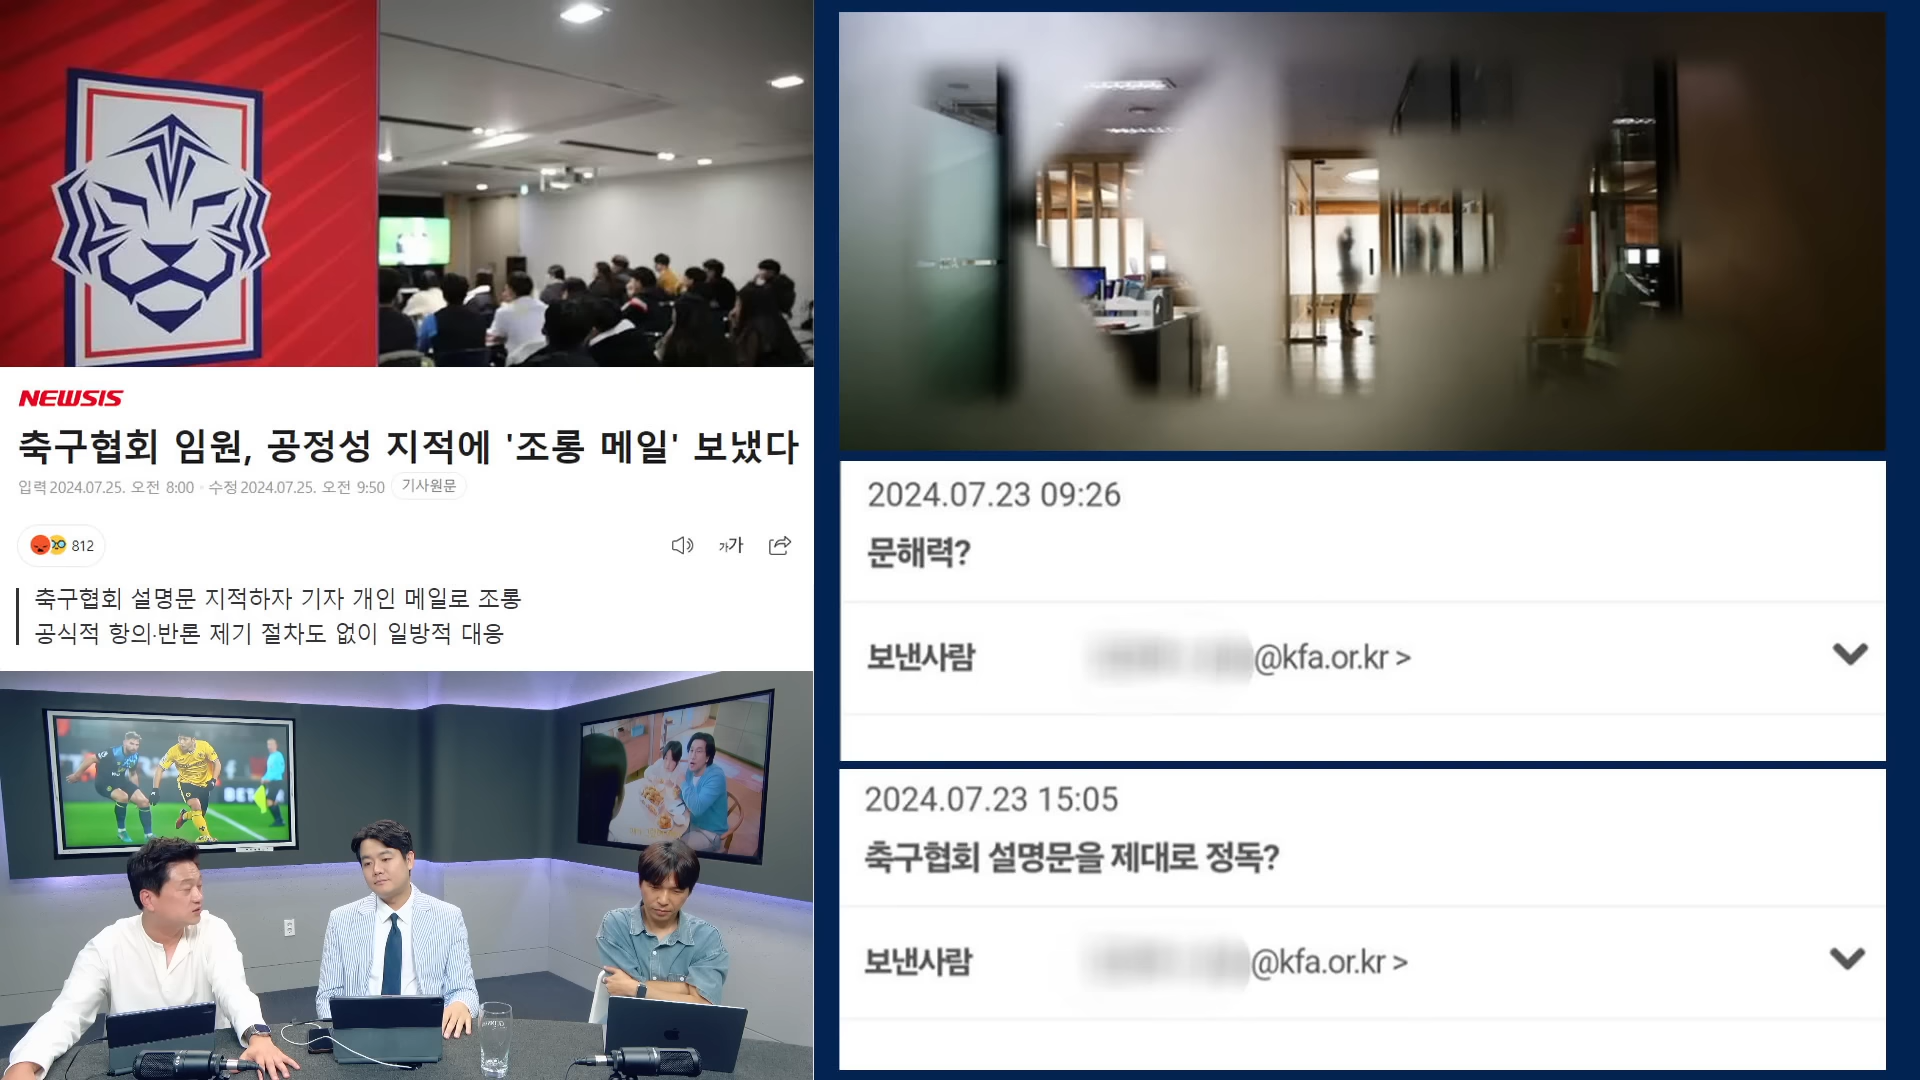 NEWSIS
축구협회 임원, 공정성 지적에 '조롱 메일' 보냈다
입력 2024.07.25. 오전 8:00 · 수정 2024.07.25. 오전 9:50 기사원문
812
가가
축구협회 설명문 지적하자 기자 개인 메일로 조롱
공식적 항의·반론 제기 절차도 없이 일방적 대응
BET
KFA
2024.07.23 09:26
문해력?
보낸사람 @kfa.or.kr >
2024.07.23 15:05
축구협회 설명문을 제대로 정독?
보낸사람 @kfa.or.kr >